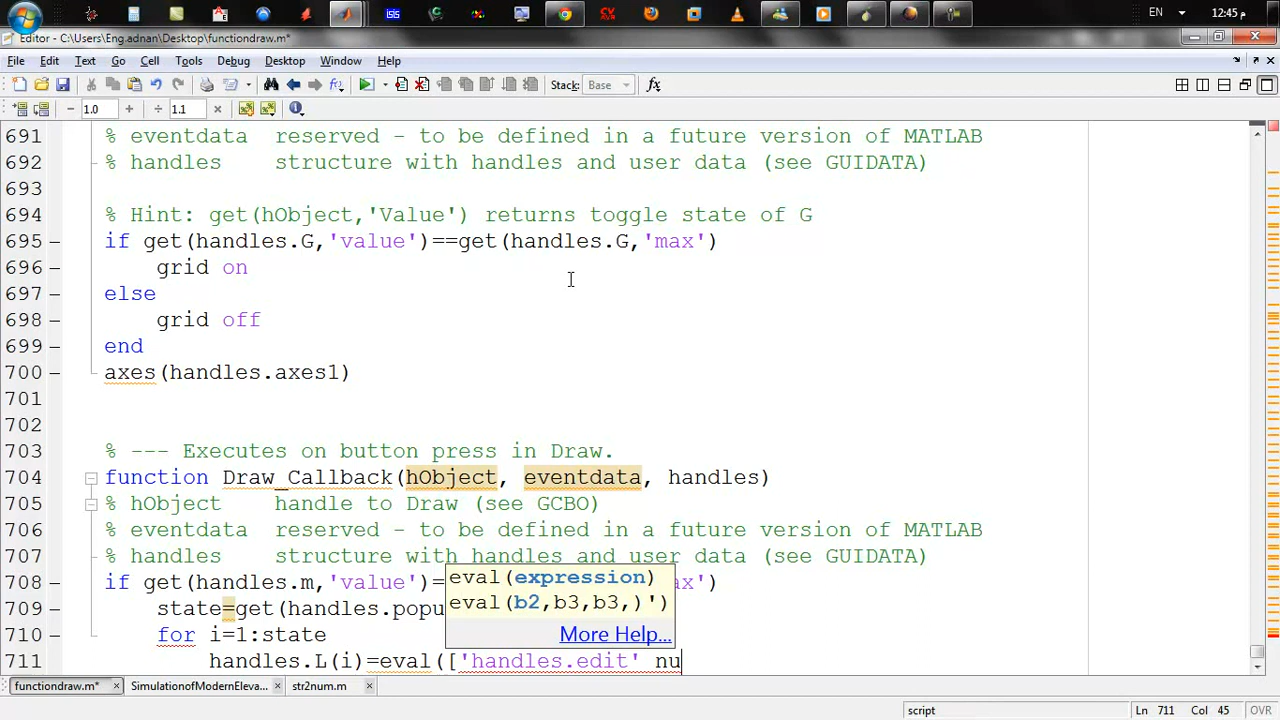 EN م 12:45
Editor - C:\Users\Eng.adnan\Desktop\functiondraw.m*
File Edit Text Go Cell Tools Debug Desktop Window Help
Stack: Base fx
- 1.0 + ÷ 1.1 ×
691 % eventdata  reserved - to be defined in a future version of MATLAB
692 % handles    structure with handles and user data (see GUIDATA)
693
694 % Hint: get(hObject,'Value') returns toggle state of G
695 – if get(handles.G,'value')==get(handles.G,'max')
696 –     grid on
697 – else
698 –     grid off
699 – end
700 – axes(handles.axes1)
701
702
703 % --- Executes on button press in Draw.
704 function Draw_Callback(hObject, eventdata, handles)
705 % hObject    handle to Draw (see GCBO)
706 % eventdata  reserved - to be defined in a future version of MATLAB
707 % handles    structure with handles and user data (see GUIDATA)
eval(expression)
708 – if get(handles.m,'value')= ax')
eval(b2,b3,b3,)')
709 –     state=get(handles.popu
More Help...
710 –     for i=1:state
711         handles.L(i)=eval(['handles.edit' nu
functiondraw.m* × SimulationofModernEleva... × str2num.m ×
script Ln 711 Col 45 OVR